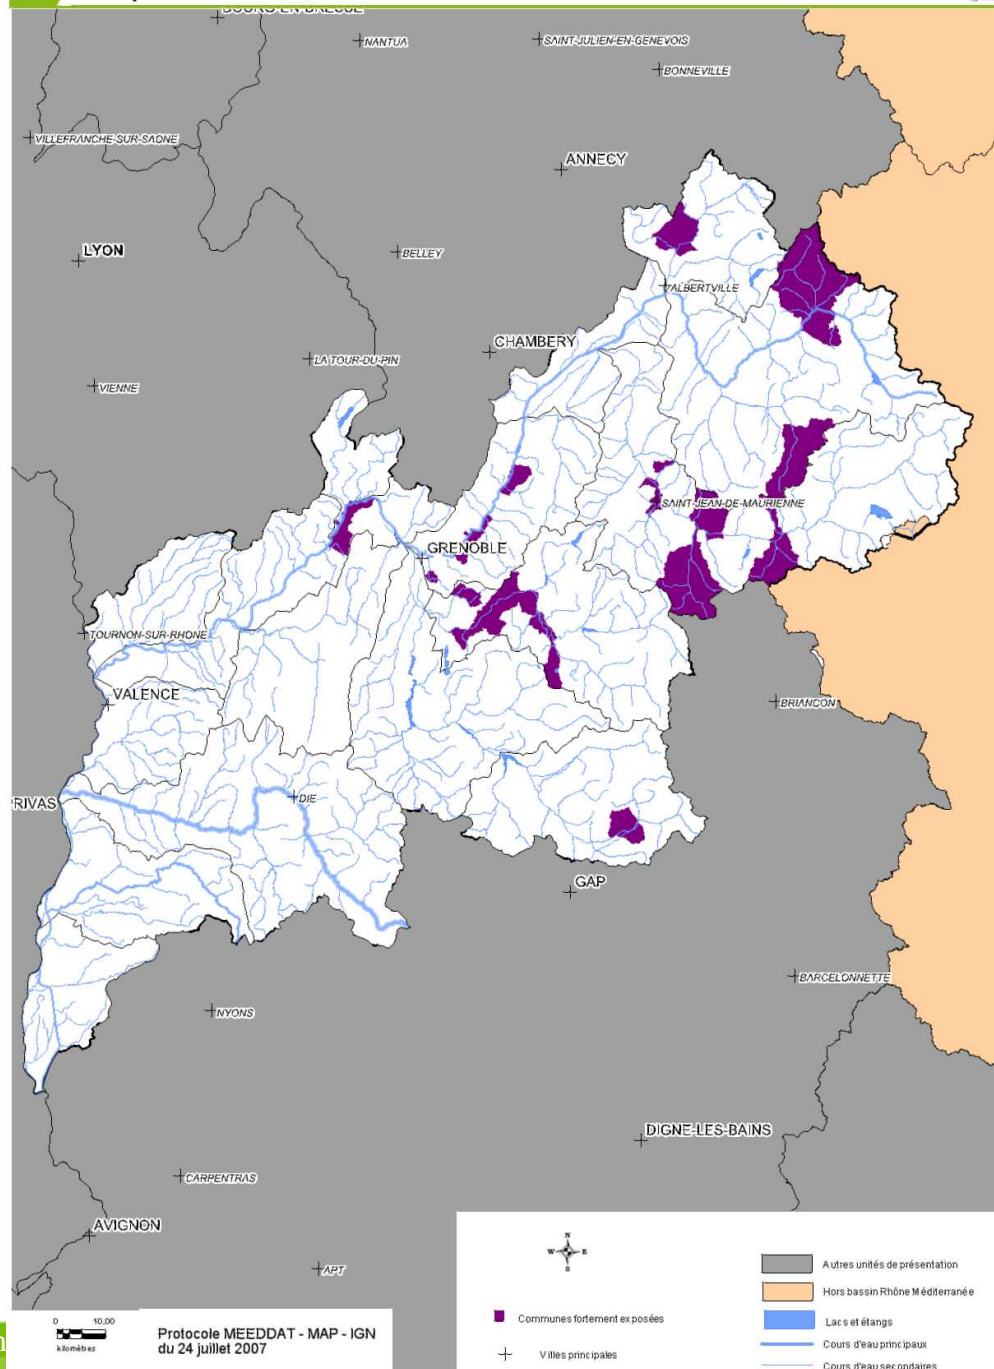 NANTUA
SAINT-JULIEN-EN-GENEVOIS
BONNEVILLE
VILLEFRANCHE-SUR-SAONE
ANNECY
LYON
BELLEY
ALBERTVILLE
CHAMBERY
LA TOUR-DU-PIN
VIENNE
SAINT-JEAN-DE-MAURIENNE
GRENOBLE
TOURNON-SUR-RHONE
VALENCE
BRIANCON
PRIVAS
DIE
GAP
BARCELONNETTE
NYONS
DIGNE-LES-BAINS
CARPENTRAS
AVIGNON
APT
N
W E
S
Autres unités de présentation
Hors bassin Rhône Méditerranée
Communes fortement exposées
Lacs et étangs
Cours d'eau principaux
Villes principales
Cours d'eau secondaires
0 10,00
kilomètres
Protocole MEEDDAT - MAP - IGN
du 24 juillet 2007